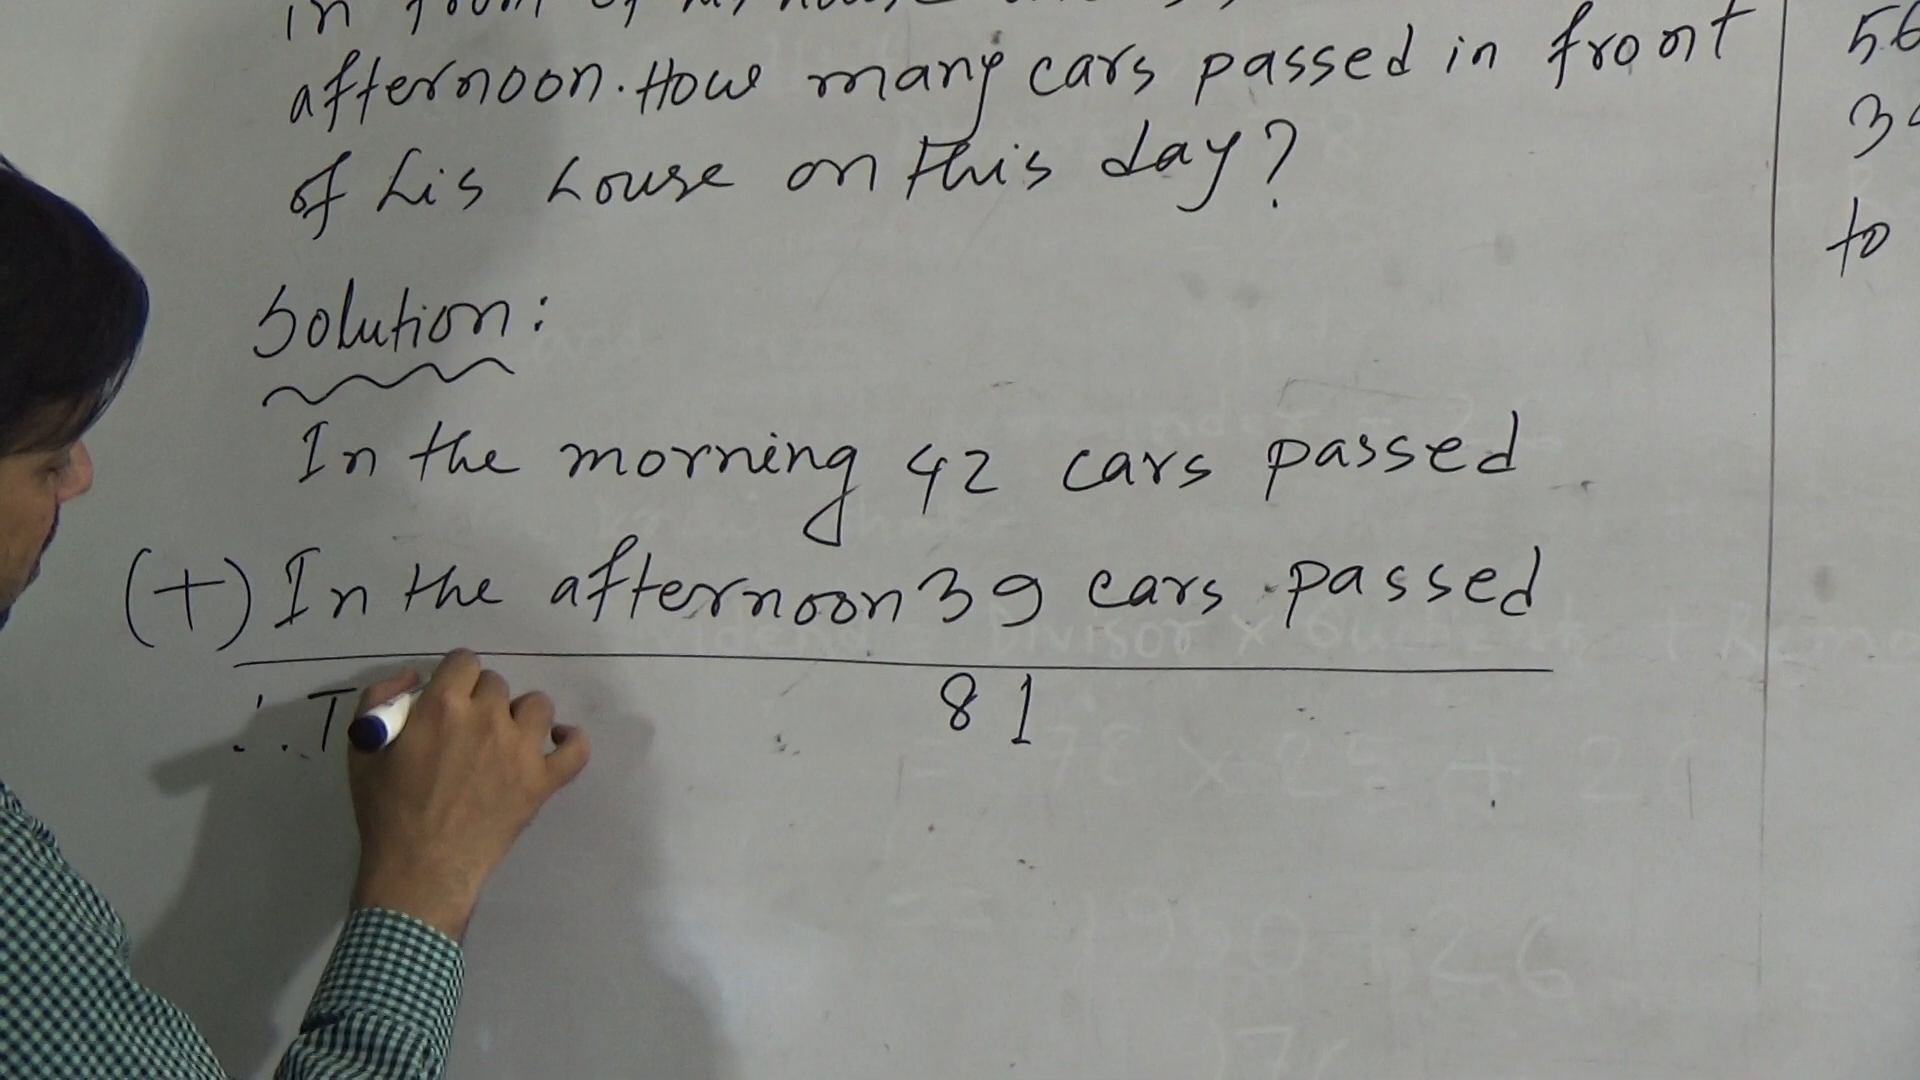 afternoon. How many cars passed in front
of his house on this day?
Solution:
In the morning 42 cars passed
(+) In the afternoon 39 cars passed
∴ T 81
to